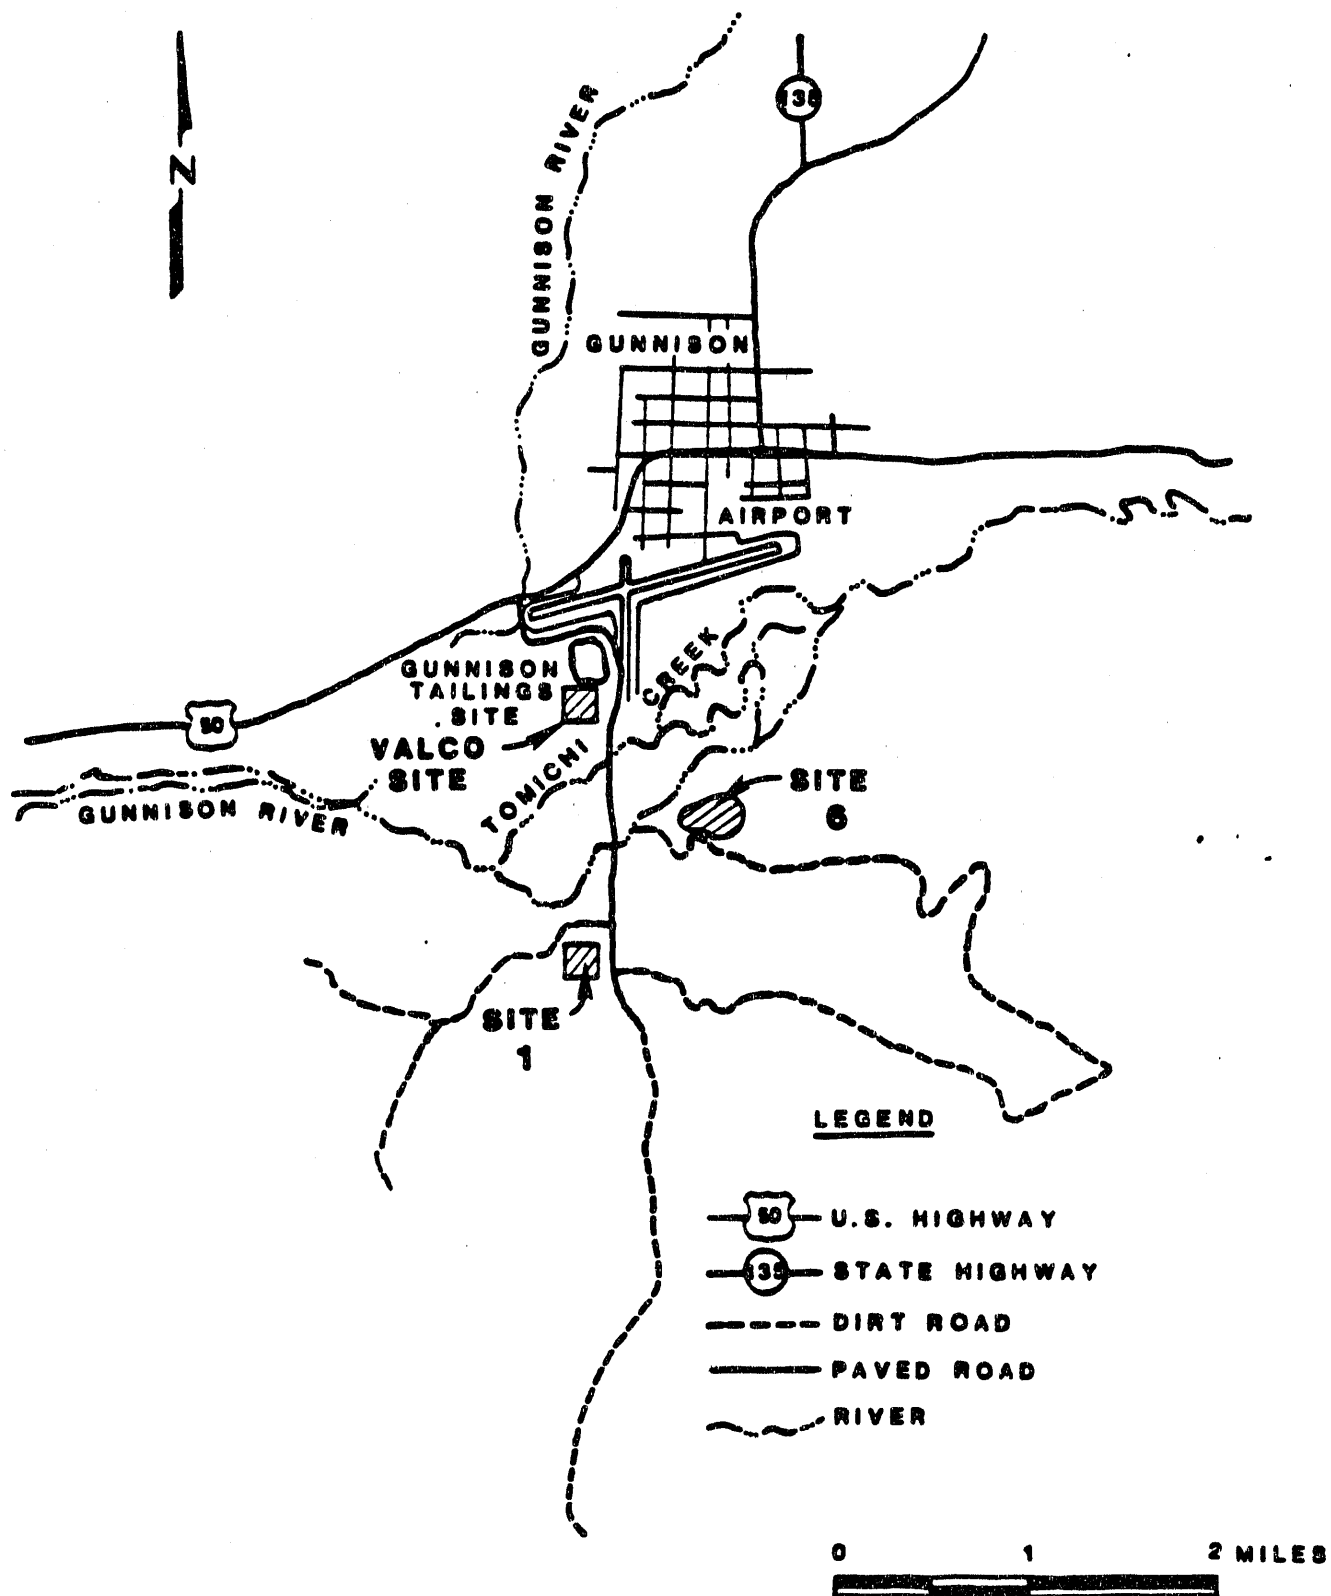 N
GUNNISON RIVER
135
GUNNISON
AIRPORT
GUNNISON
TAILINGS
SITE
CREEK
50
VALCO
SITE
TOMICHI
SITE
6
GUNNISON RIVER
SITE
1
LEGEND
50 U.S. HIGHWAY
135 STATE HIGHWAY
DIRT ROAD
PAVED ROAD
RIVER
0 1 2 MILES